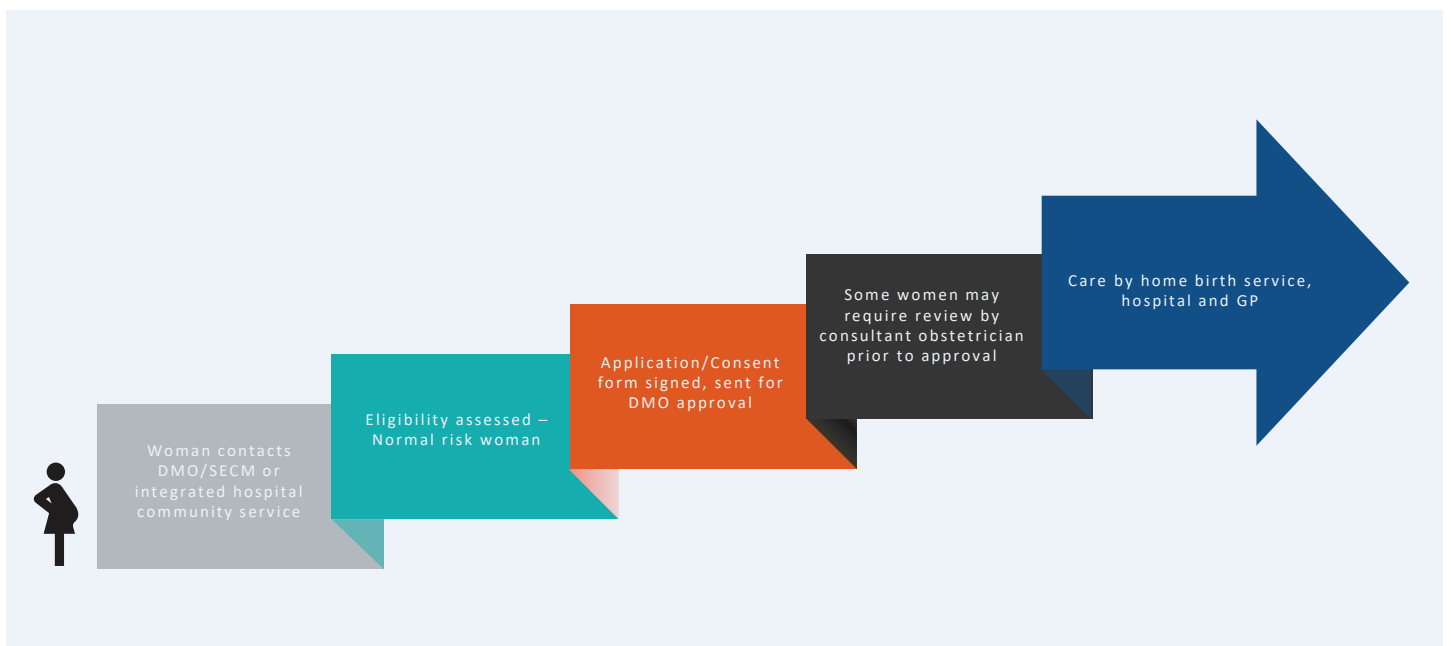 Woman contacts
DMO/SECM or
integrated hospital
community service
Eligibility assessed –
Normal risk woman
Application/Consent
form signed, sent for
DMO approval
Some women may
require review by
consultant obstetrician
prior to approval
Care by home birth service,
hospital and GP